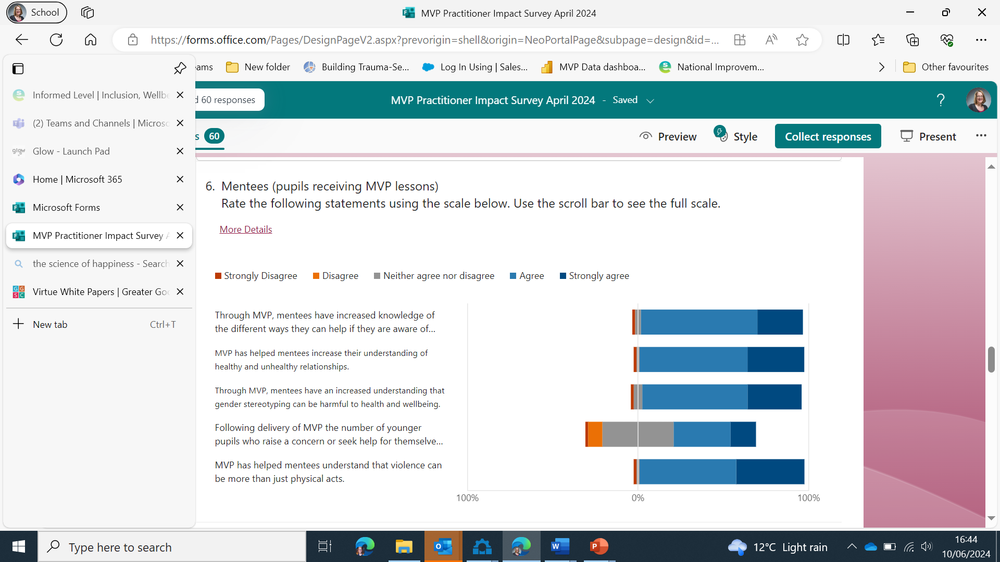 School
MVP Practitioner Impact Survey April 2024
https://forms.office.com/Pages/DesignPageV2.aspx?prevorigin=shell&origin=NeoPortalPage&subpage=design&id=...
eams
New folder
Building Trauma-Se...
Log In Using | Sales...
MVP Data dashboa...
National Improvem...
Other favourites
Informed Level | Inclusion, Wellbe
(2) Teams and Channels | Microso
Glow - Launch Pad
Home | Microsoft 365
Microsoft Forms
MVP Practitioner Impact Survey A
the science of happiness - Search
Virtue White Papers | Greater Goo
New tab Ctrl+T
d 60 responses
MVP Practitioner Impact Survey April 2024 - Saved
?
s 60
Preview
Style
Collect responses
Present
6. Mentees (pupils receiving MVP lessons)
Rate the following statements using the scale below. Use the scroll bar to see the full scale.
More Details
Strongly Disagree Disagree Neither agree nor disagree Agree Strongly agree
Through MVP, mentees have increased knowledge of
the different ways they can help if they are aware of...
MVP has helped mentees increase their understanding of
healthy and unhealthy relationships.
Through MVP, mentees have an increased understanding that
gender stereotyping can be harmful to health and wellbeing.
Following delivery of MVP the number of younger
pupils who raise a concern or seek help for themselve...
MVP has helped mentees understand that violence can
be more than just physical acts.
100% 0% 100%
Type here to search
12°C Light rain
16:44
10/06/2024